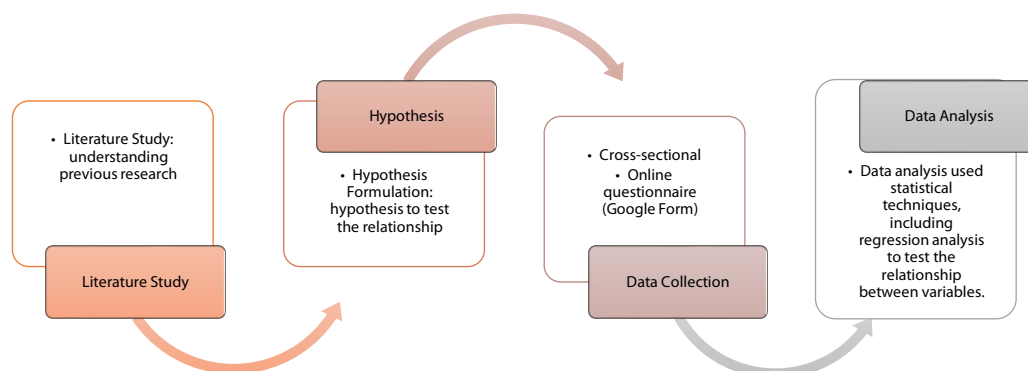 • Literature Study:
understanding
previous research
Literature Study
Hypothesis
• Hypothesis
Formulation:
hypothesis to test
the relationship
• Cross-sectional
• Online
questionnaire
(Google Form)
Data Collection
Data Analysis
• Data analysis used
statistical
techniques,
including
regression analysis
to test the
relationship
between variables.